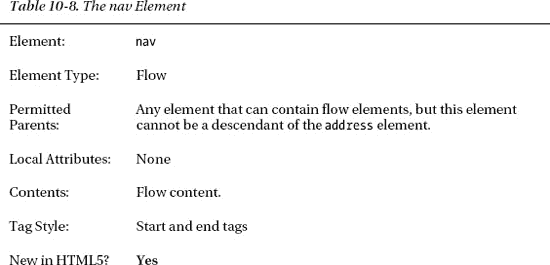 Table 10-8. The nav Element
Element: nav
Element Type: Flow
Permitted Parents: Any element that can contain flow elements, but this element
cannot be a descendant of the address element.
Local Attributes: None
Contents: Flow content.
Tag Style: Start and end tags
New in HTML5? Yes